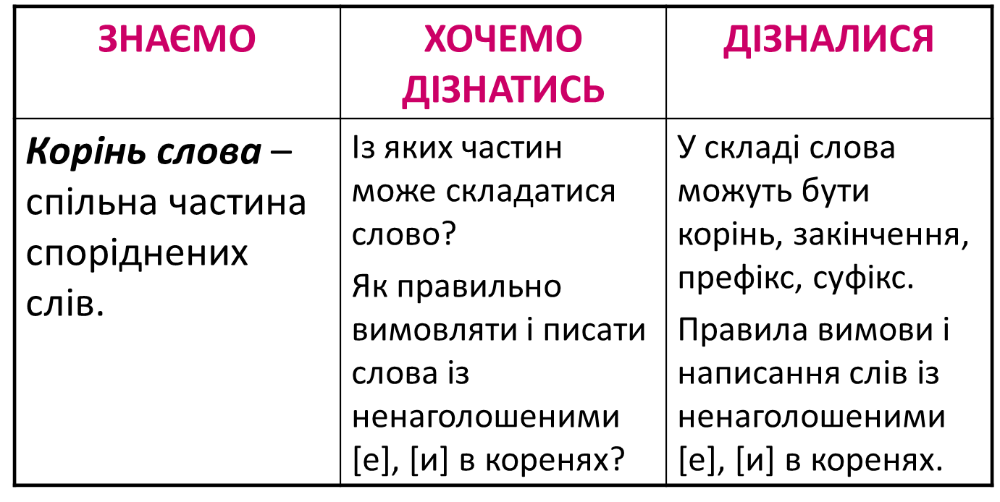 ЗНАЄМО
ХОЧЕМО
ДІЗНАТИСЬ
ДІЗНАЛИСЯ
Корінь слова –
спільна частина
споріднених
слів.
Із яких частин
може складатися
слово?
Як правильно
вимовляти і писати
слова із
ненаголошеними
[е], [и] в коренях?
У складі слова
можуть бути
корінь, закінчення,
префікс, суфікс.
Правила вимови і
написання слів із
ненаголошеними
[е], [и] в коренях.